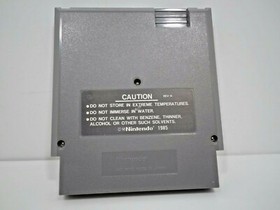 CAUTION
•DO NOT STORE IN EXTREME TEMPERATURES.
•DO NOT IMMERSE IN WATER.
•DO NOT CLEAN WITH BENZENE, THINNER,
ALCOHOL OR OTHER SUCH SOLVENTS.
©Nintendo 1985